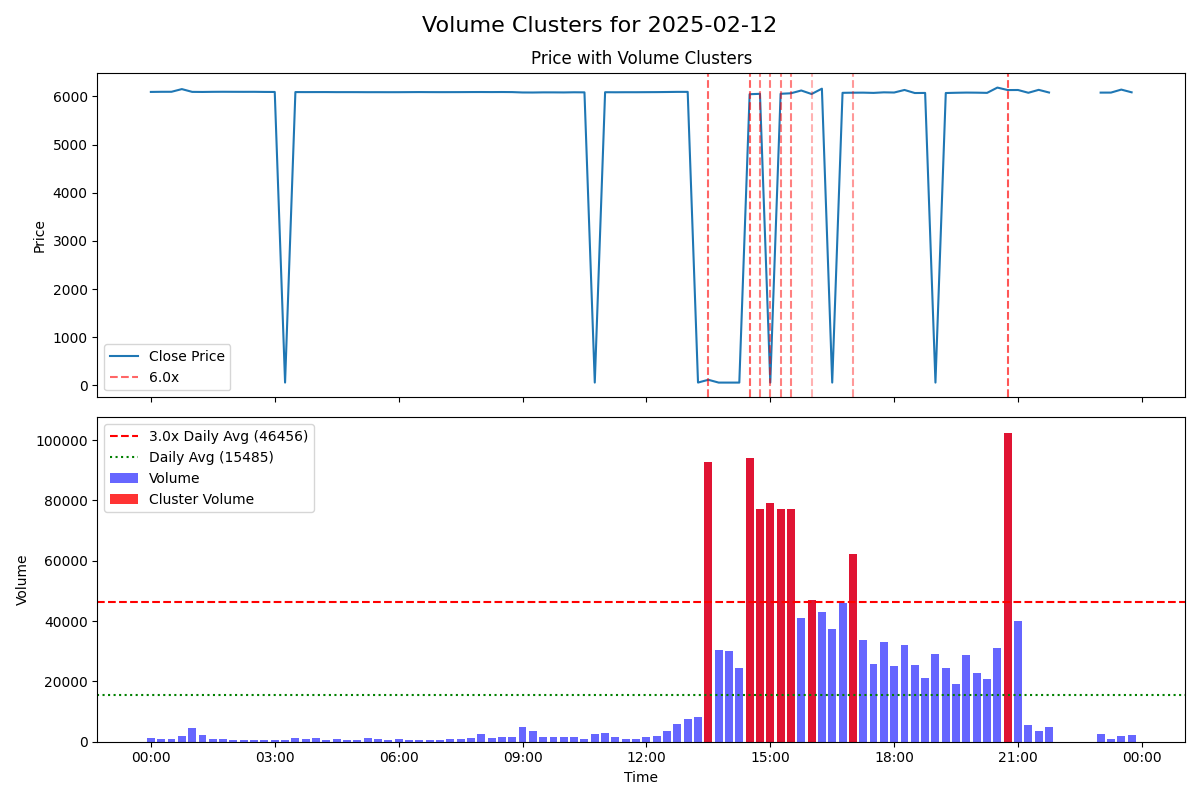 Volume Clusters for 2025-02-12
Price with Volume Clusters
6000
5000
4000
3000
2000
1000
0
Price
Close Price
6.0x
100000
80000
60000
40000
20000
0
Volume
3.0x Daily Avg (46456)
Daily Avg (15485)
Volume
Cluster Volume
00:00 03:00 06:00 09:00 12:00 15:00 18:00 21:00 00:00
Time